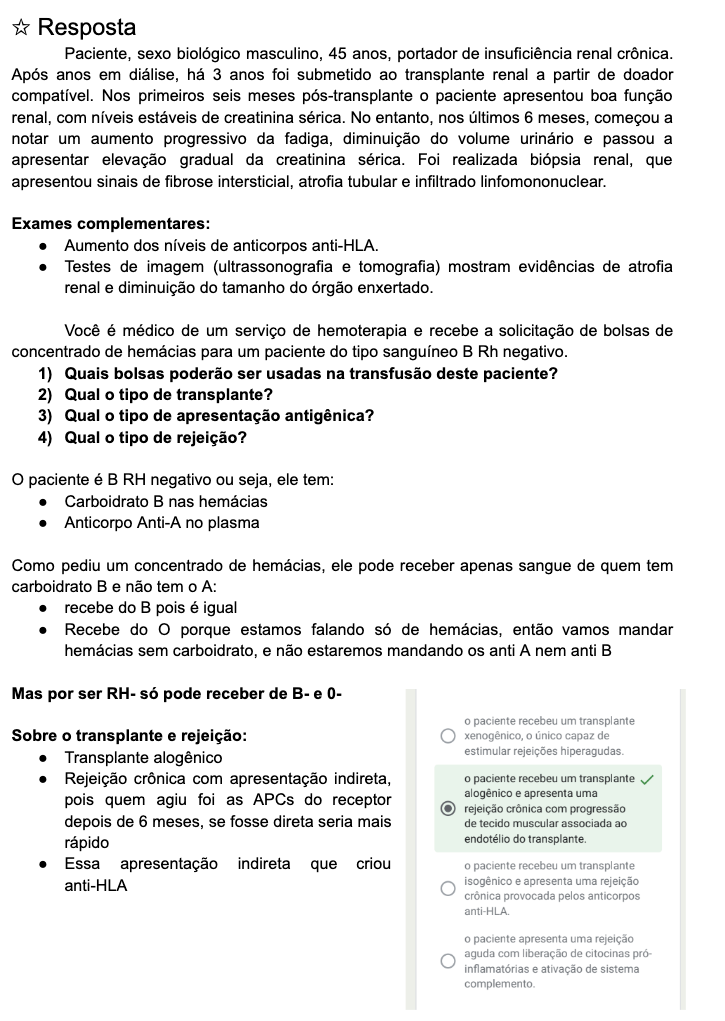 ☆ Resposta
Paciente, sexo biológico masculino, 45 anos, portador de insuficiência renal crônica.
Após anos em diálise, há 3 anos foi submetido ao transplante renal a partir de doador
compatível. Nos primeiros seis meses pós-transplante o paciente apresentou boa função
renal, com níveis estáveis de creatinina sérica. No entanto, nos últimos 6 meses, começou a
notar um aumento progressivo da fadiga, diminuição do volume urinário e passou a
apresentar elevação gradual da creatinina sérica. Foi realizada biópsia renal, que
apresentou sinais de fibrose intersticial, atrofia tubular e infiltrado linfomononuclear.
Exames complementares:
● Aumento dos níveis de anticorpos anti-HLA.
● Testes de imagem (ultrassonografia e tomografia) mostram evidências de atrofia
renal e diminuição do tamanho do órgão enxertado.
Você é médico de um serviço de hemoterapia e recebe a solicitação de bolsas de
concentrado de hemácias para um paciente do tipo sanguíneo B Rh negativo.
1) Quais bolsas poderão ser usadas na transfusão deste paciente?
2) Qual o tipo de transplante?
3) Qual o tipo de apresentação antigênica?
4) Qual o tipo de rejeição?
O paciente é B RH negativo ou seja, ele tem:
● Carboidrato B nas hemácias
● Anticorpo Anti-A no plasma
Como pediu um concentrado de hemácias, ele pode receber apenas sangue de quem tem
carboidrato B e não tem o A:
● recebe do B pois é igual
● Recebe do O porque estamos falando só de hemácias, então vamos mandar
hemácias sem carboidrato, e não estaremos mandando os anti A nem anti B
Mas por ser RH- só pode receber de B- e 0-
Sobre o transplante e rejeição:
● Transplante alogênico
● Rejeição crônica com apresentação indireta,
pois quem agiu foi as APCs do receptor
depois de 6 meses, se fosse direta seria mais
rápido
● Essa apresentação indireta que criou
anti-HLA
o paciente recebeu um transplante
xenogênico, o único capaz de
estimular rejeições hiperagudas.
o paciente recebeu um transplante
alogênico e apresenta uma
rejeição crônica com progressão
de tecido muscular associada ao
endotélio do transplante.
o paciente recebeu um transplante
isogênico e apresenta uma rejeição
crônica provocada pelos anticorpos
anti-HLA.
o paciente apresenta uma rejeição
aguda com liberação de citocinas pró-
inflamatórias e ativação de sistema
complemento.